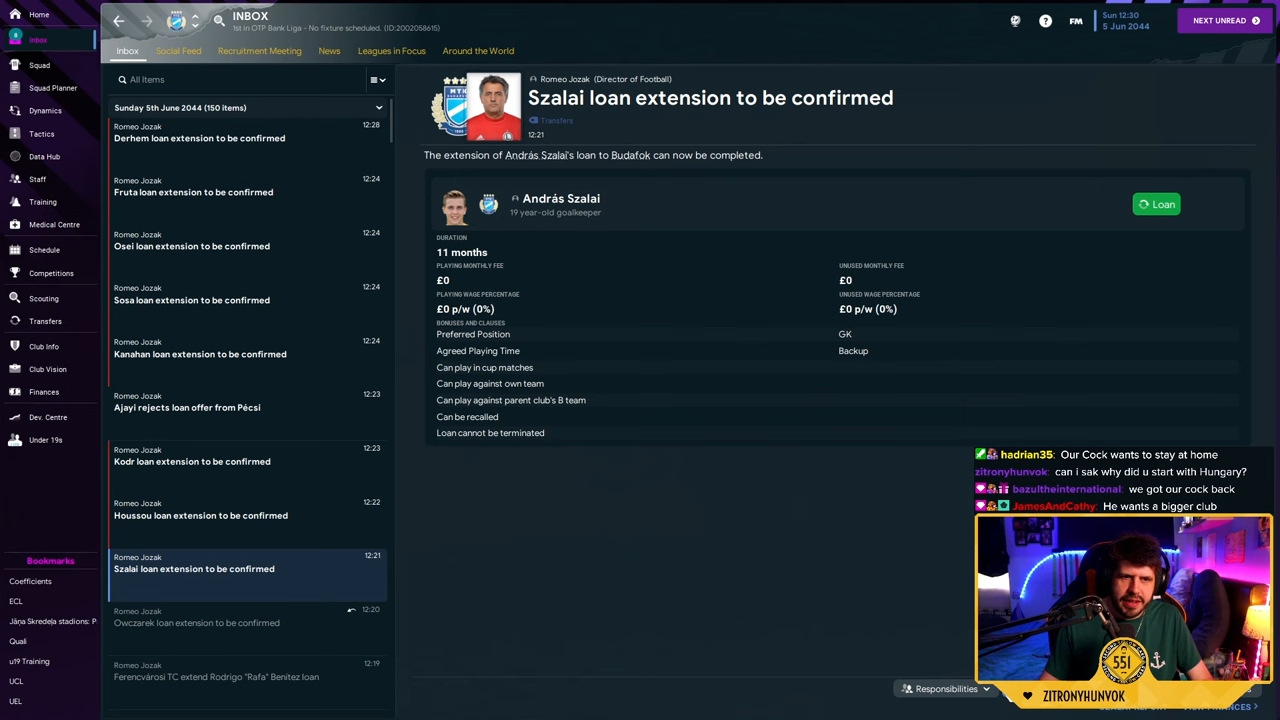 Home
Inbox
Squad
Squad Planner
Dynamics
Tactics
Data Hub
Staff
Training
Medical Centre
Schedule
Competitions
Scouting
Transfers
Club Info
Club Vision
Finances
Dev. Centre
Under 19s
Bookmarks
Coefficients
ECL
Jāņa Skredeļa stadions: P
Quali
u19 Training
UCL
UEL
INBOX
1st in OTP Bank Liga - No fixture scheduled. (ID:2002058615)
FM
Sun 12:30
5 Jun 2044
NEXT UNREAD
Inbox Social Feed Recruitment Meeting News Leagues in Focus Around the World
All Items
Sunday 5th June 2044 (150 items)
Romeo Jozak 12:28
Derhem loan extension to be confirmed
Romeo Jozak 12:24
Fruta loan extension to be confirmed
Romeo Jozak 12:24
Osei loan extension to be confirmed
Romeo Jozak 12:24
Sosa loan extension to be confirmed
Romeo Jozak 12:24
Kanahan loan extension to be confirmed
Romeo Jozak 12:23
Ajayi rejects loan offer from Pécsi
Romeo Jozak 12:23
Kodr loan extension to be confirmed
Romeo Jozak 12:22
Houssou loan extension to be confirmed
Romeo Jozak 12:21
Szalai loan extension to be confirmed
Romeo Jozak 12:20
Owczarek loan extension to be confirmed
Romeo Jozak 12:19
Ferencvárosi TC extend Rodrigo "Rafa" Benítez loan
Romeo Jozak (Director of Football)
Szalai loan extension to be confirmed
Transfers
12:21
The extension of András Szalai's loan to Budafok can now be completed.
András Szalai
19 year-old goalkeeper
Loan
DURATION
11 months
PLAYING MONTHLY FEE UNUSED MONTHLY FEE
£0 £0
PLAYING WAGE PERCENTAGE UNUSED WAGE PERCENTAGE
£0 p/w (0%) £0 p/w (0%)
BONUSES AND CLAUSES
Preferred Position GK
Agreed Playing Time Backup
Can play in cup matches
Can play against own team
Can play against parent club's B team
Can be recalled
Loan cannot be terminated
hadrian35: Our Cock wants to stay at home
zitronyhunvok: can i sak why did u start with Hungary?
bazultheinternational: we got our cock back
JamesAndCathy: He wants a bigger club
551
ZITRONYHUNVOK
Responsibilities
VIEW FINANCES